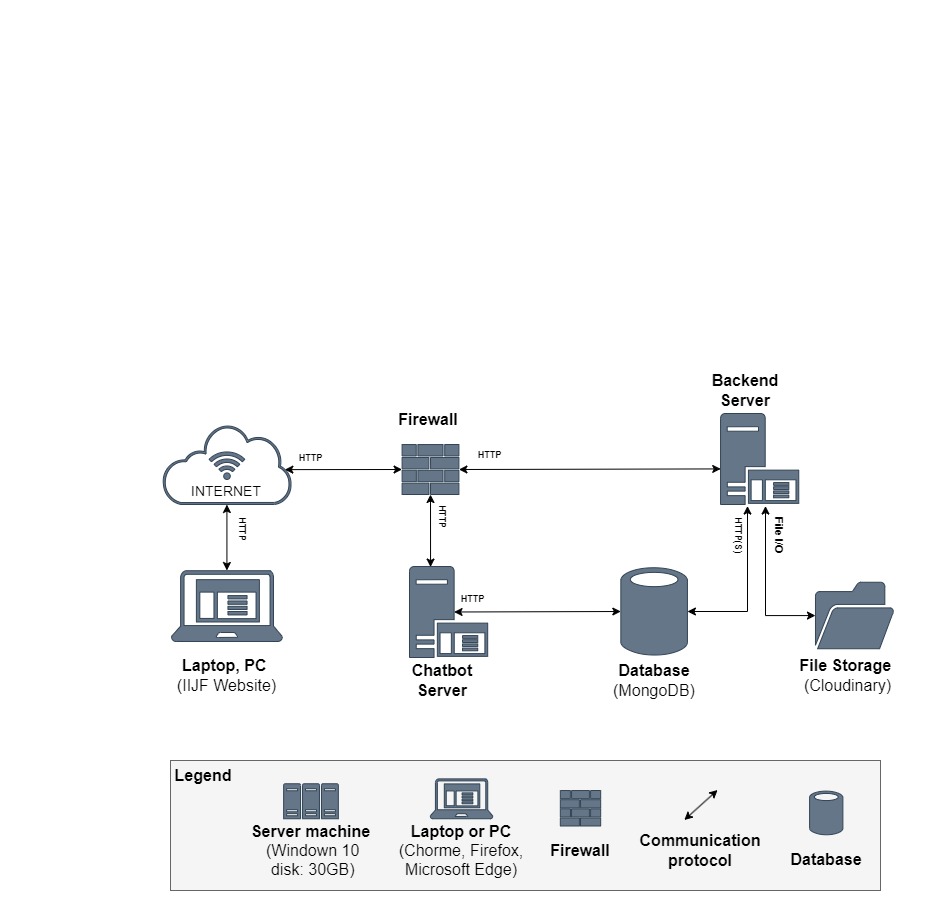 Backend
Server
Firewall
HTTP
HTTP
INTERNET
HTTP
HTTP
HTTP(S)
File I/O
HTTP
Laptop, PC
(IIJF Website)
Chatbot
Server
Database
(MongoDB)
File Storage
(Cloudinary)
Legend
Server machine
(Window 10
disk: 30GB)
Laptop or PC
(Chorme, Firefox,
Microsoft Edge)
Firewall
Communication
protocol
Database